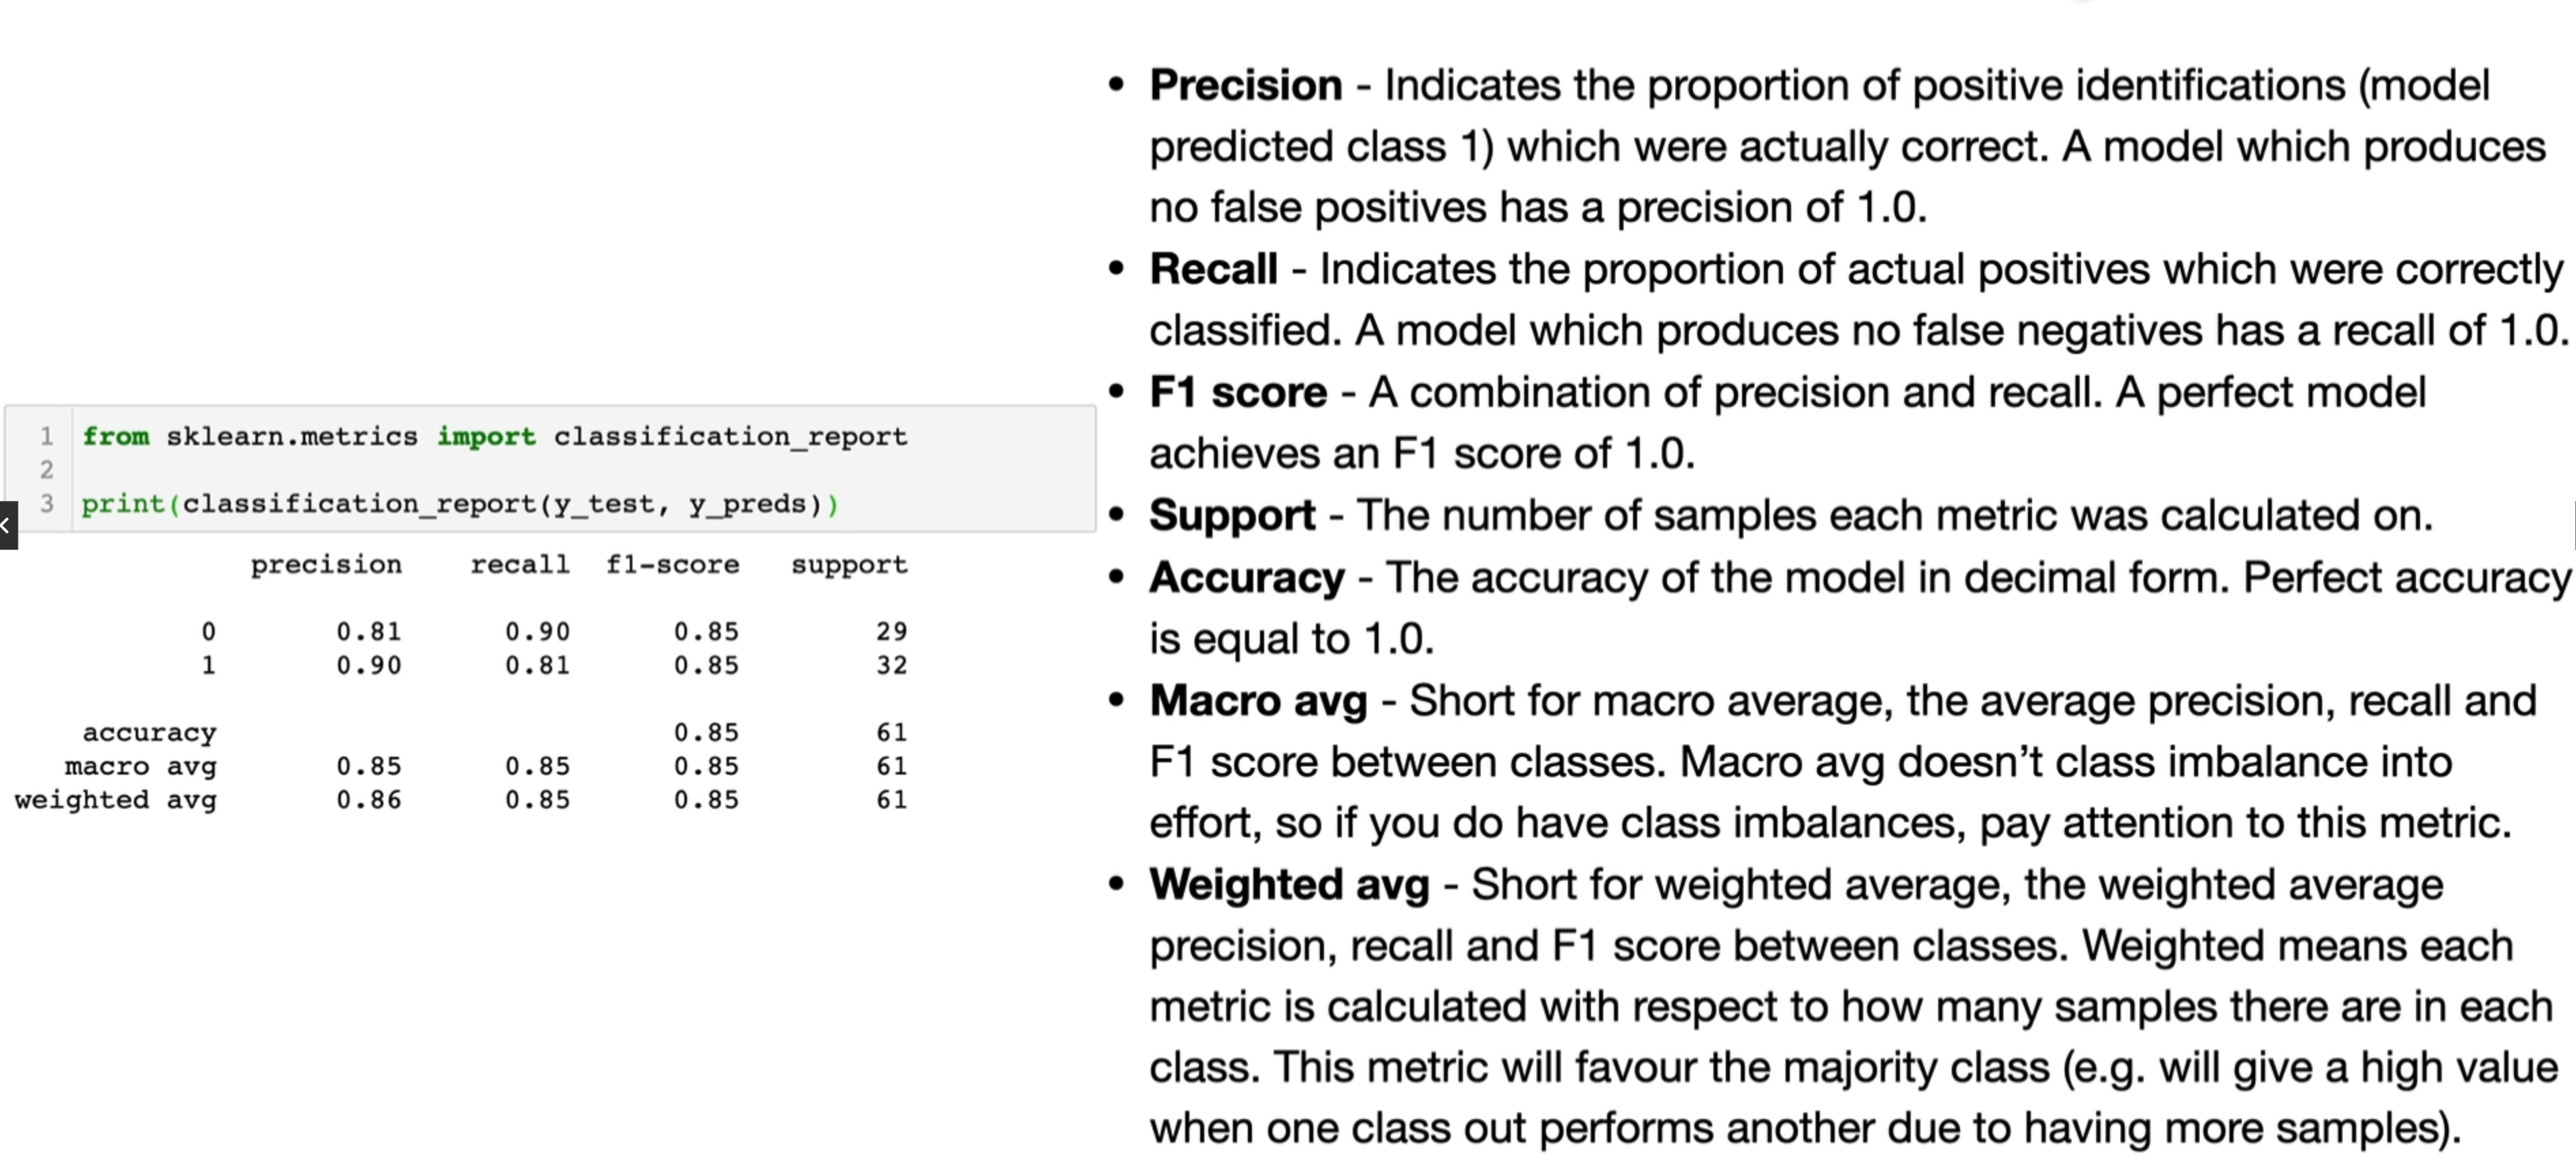 1 from sklearn.metrics import classification_report
2
3 print(classification_report(y_test, y_preds))
precision recall f1-score support
0 0.81 0.90 0.85 29
1 0.90 0.81 0.85 32
accuracy 0.85 61
macro avg 0.85 0.85 0.85 61
weighted avg 0.86 0.85 0.85 61
• Precision - Indicates the proportion of positive identifications (model
predicted class 1) which were actually correct. A model which produces
no false positives has a precision of 1.0.
• Recall - Indicates the proportion of actual positives which were correctly
classified. A model which produces no false negatives has a recall of 1.0.
• F1 score - A combination of precision and recall. A perfect model
achieves an F1 score of 1.0.
• Support - The number of samples each metric was calculated on.
• Accuracy - The accuracy of the model in decimal form. Perfect accuracy
is equal to 1.0.
• Macro avg - Short for macro average, the average precision, recall and
F1 score between classes. Macro avg doesn’t class imbalance into
effort, so if you do have class imbalances, pay attention to this metric.
• Weighted avg - Short for weighted average, the weighted average
precision, recall and F1 score between classes. Weighted means each
metric is calculated with respect to how many samples there are in each
class. This metric will favour the majority class (e.g. will give a high value
when one class out performs another due to having more samples).